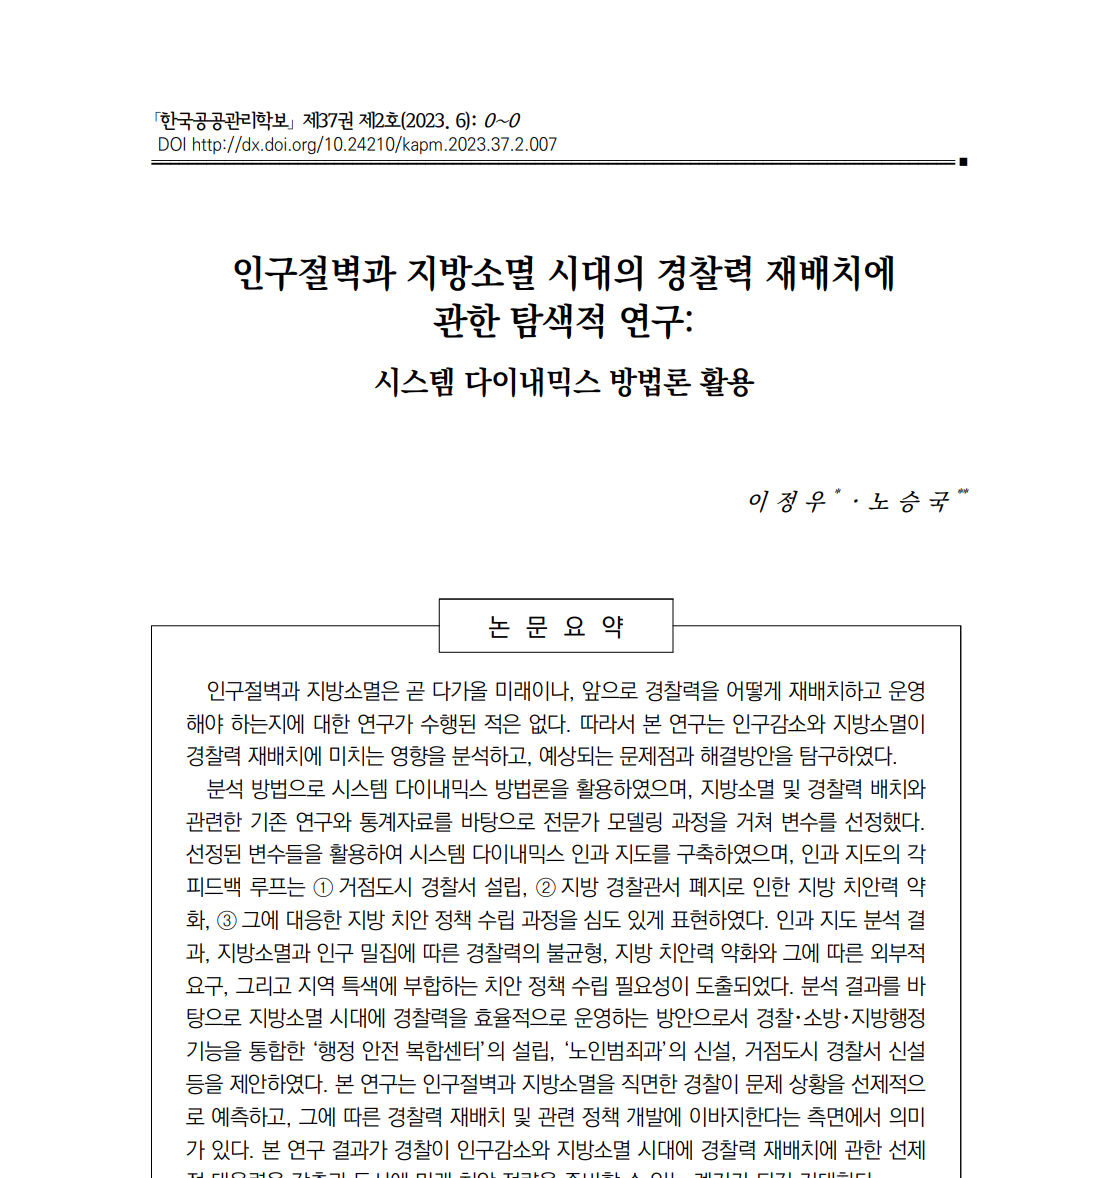 「한국공공관리학보」 제37권 제2호(2023. 6): 0~0
DOI http://dx.doi.org/10.24210/kapm.2023.37.2.007
인구절벽과 지방소멸 시대의 경찰력 재배치에
관한 탐색적 연구:
시스템 다이내믹스 방법론 활용
이 정 우* · 노 승 국**
논 문 요 약
인구절벽과 지방소멸은 곧 다가올 미래이나, 앞으로 경찰력을 어떻게 재배치하고 운영
해야 하는지에 대한 연구가 수행된 적은 없다. 따라서 본 연구는 인구감소와 지방소멸이
경찰력 재배치에 미치는 영향을 분석하고, 예상되는 문제점과 해결방안을 탐구하였다.
분석 방법으로 시스템 다이내믹스 방법론을 활용하였으며, 지방소멸 및 경찰력 배치와
관련한 기존 연구와 통계자료를 바탕으로 전문가 모델링 과정을 거쳐 변수를 선정했다.
선정된 변수들을 활용하여 시스템 다이내믹스 인과 지도를 구축하였으며, 인과 지도의 각
피드백 루프는 ① 거점도시 경찰서 설립, ② 지방 경찰관서 폐지로 인한 지방 치안력 약
화, ③ 그에 대응한 지방 치안 정책 수립 과정을 심도 있게 표현하였다. 인과 지도 분석 결
과, 지방소멸과 인구 밀집에 따른 경찰력의 불균형, 지방 치안력 약화와 그에 따른 외부적
요구, 그리고 지역 특색에 부합하는 치안 정책 수립 필요성이 도출되었다. 분석 결과를 바
탕으로 지방소멸 시대에 경찰력을 효율적으로 운영하는 방안으로서 경찰·소방·지방행정
기능을 통합한 ‘행정 안전 복합센터’의 설립, ‘노인범죄과’의 신설, 거점도시 경찰서 신설
등을 제안하였다. 본 연구는 인구절벽과 지방소멸을 직면한 경찰이 문제 상황을 선제적으
로 예측하고, 그에 따른 경찰력 재배치 및 관련 정책 개발에 이바지한다는 측면에서 의미
가 있다. 본 연구 결과가 경찰이 인구감소와 지방소멸 시대에 경찰력 재배치에 관한 선제